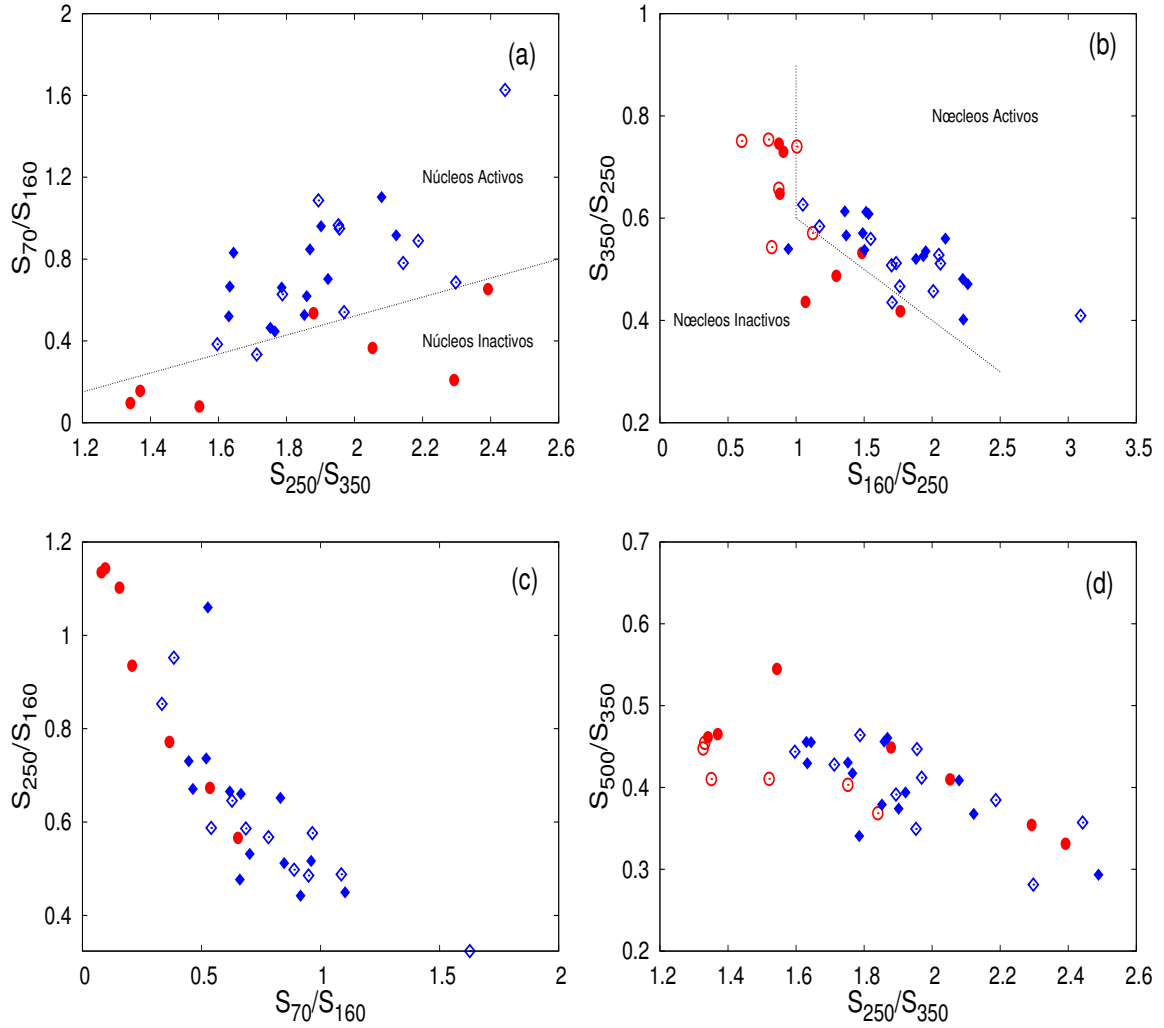 2
1.6
1.2
0.8
0.4
0
S70/S160
(a)
Núcleos Activos
Núcleos Inactivos
1.2 1.4 1.6 1.8 2 2.2 2.4 2.6
S250/S350
1
0.8
0.6
0.4
0.2
S350/S250
(b)
Nœcleos Activos
Nœcleos Inactivos
0 0.5 1 1.5 2 2.5 3 3.5
S160/S250
1.2
1
0.8
0.6
0.4
S250/S160
(c)
0 0.5 1 1.5 2
S70/S160
0.7
0.6
0.5
0.4
0.3
0.2
S500/S350
(d)
1.2 1.4 1.6 1.8 2 2.2 2.4 2.6
S250/S350